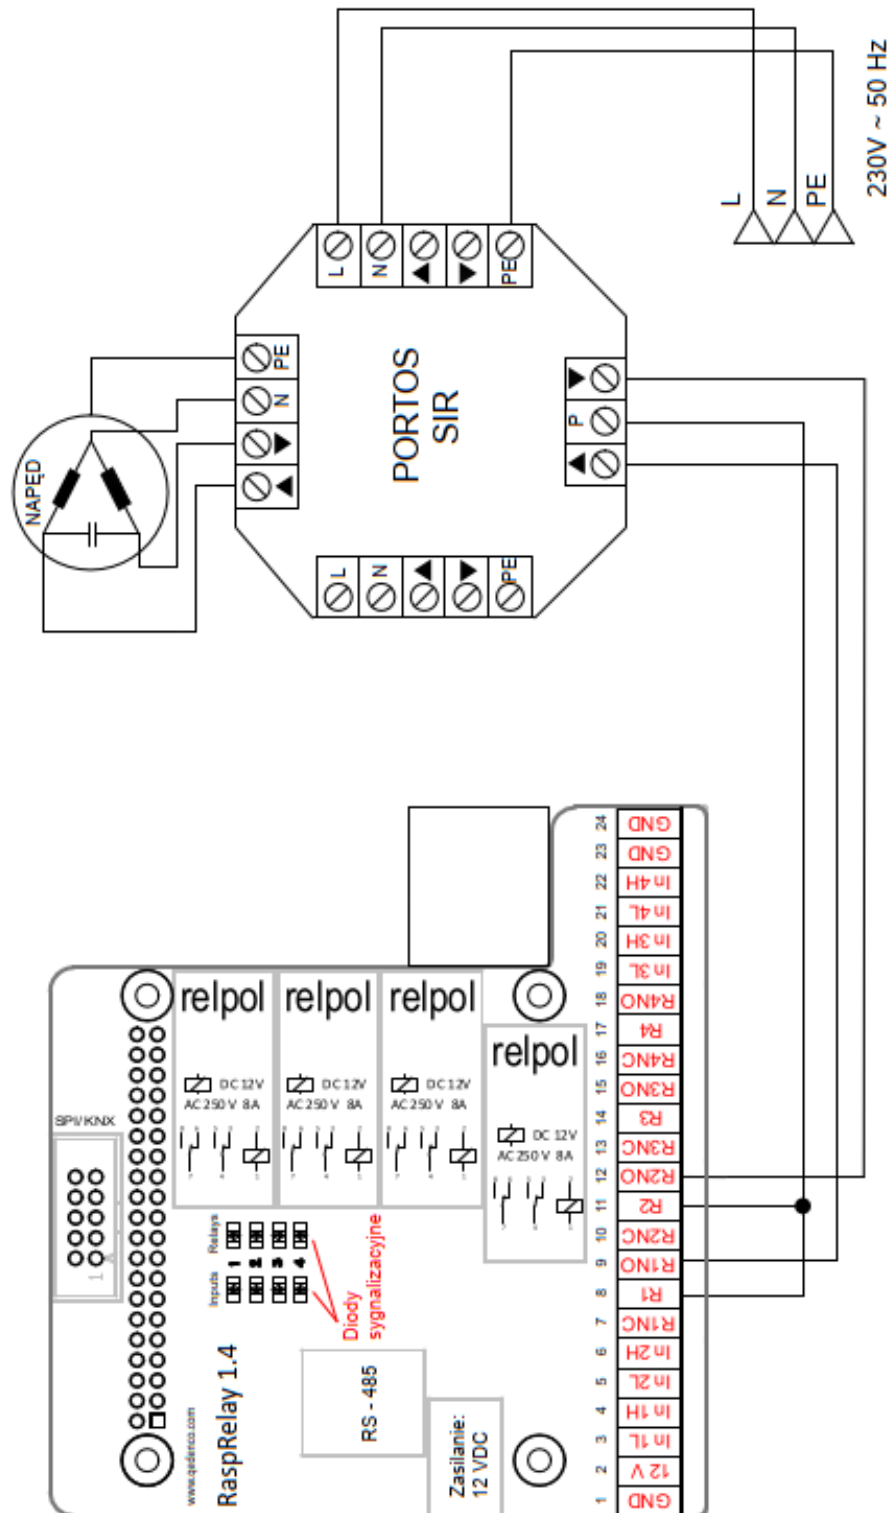 230V ~ 50 Hz
L
N
PE
L
N
▲
▼
PE
PE
N
▼
▲
NAPĘD
PORTOS
SIR
▼
P
▲
L
N
▲
▼
PE
24 GND
23 GND
22 In 4H
21 In 4L
20 In 3H
19 In 3L
18 R4NO
17 R4
16 R4NC
15 R3NO
14 R3
13 R3NC
12 R2NO
11 R2
10 R2NC
9 R1NO
8 R1
7 R1NC
6 In 2H
5 In 2L
4 In 1H
3 In 1L
2 12 V
1 GND
relpol
DC 12V
AC 250 V 8A
relpol
DC 12V
AC 250 V 8A
relpol
DC 12V
AC 250 V 8A
relpol
DC 12V
AC 250 V 8A
SPI/KNX
1
Inputs Relays
1
2
3
4
Diody
sygnalizacyjne
www.qedenco.com
RaspRelay 1.4
RS - 485
Zasilanie:
12 VDC